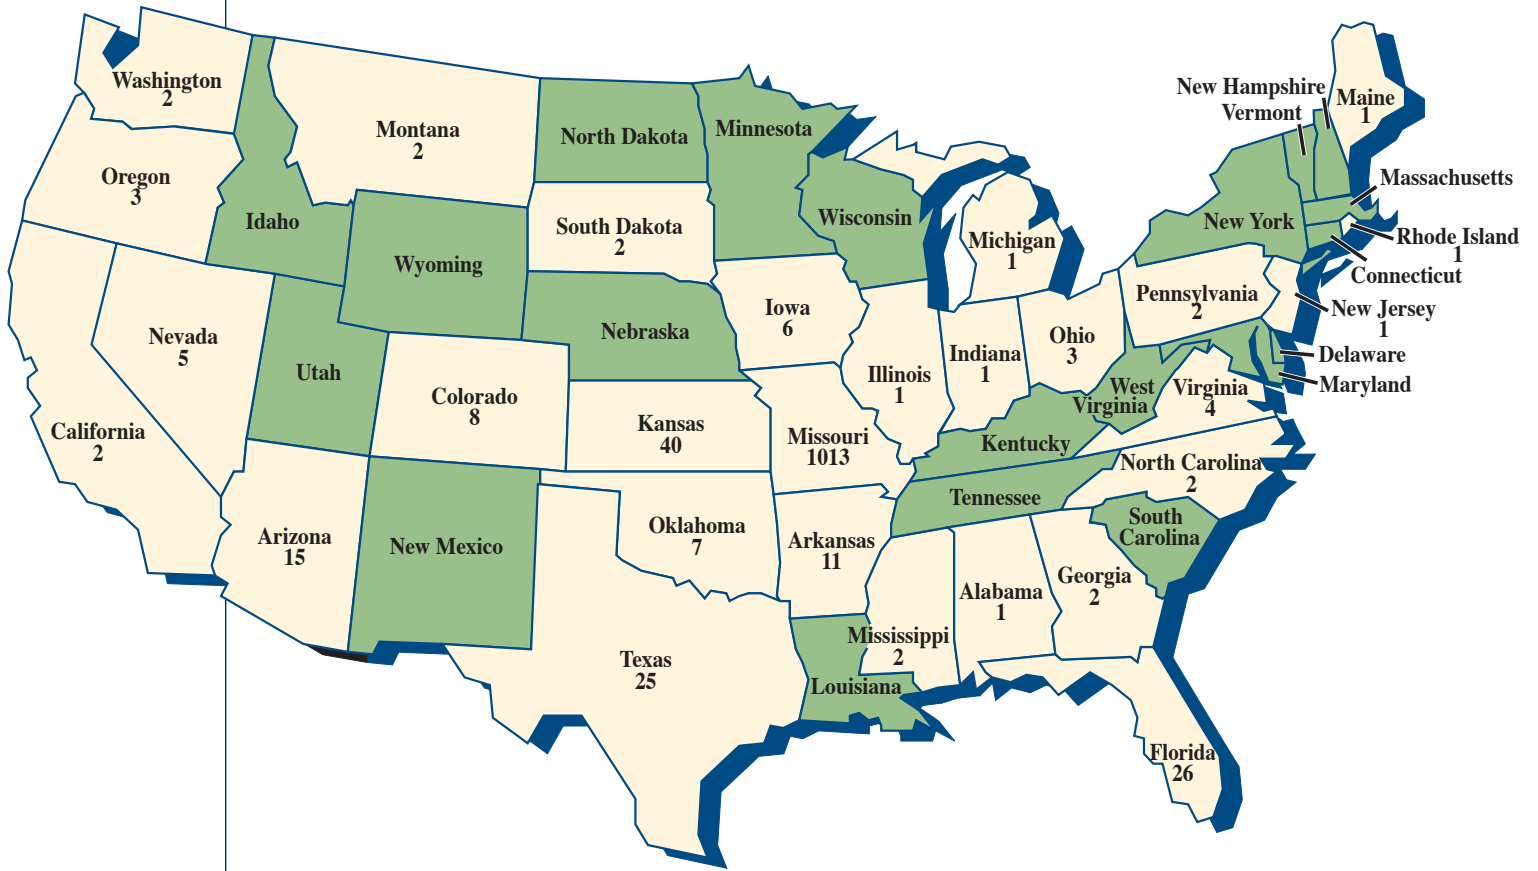 Washington
2
Montana
2
North Dakota
Minnesota
New Hampshire
Vermont
Maine
1
Oregon
3
Idaho
Wyoming
South Dakota
2
Wisconsin
Michigan
1
New York
Massachusetts
Rhode Island
1
Connecticut
Nevada
5
Utah
Colorado
8
Nebraska
Iowa
6
Illinois
1
Indiana
1
Ohio
3
Pennsylvania
2
New Jersey
1
Delaware
Maryland
West
Virginia
Virginia
4
California
2
Kansas
40
Missouri
1013
Kentucky
North Carolina
2
Tennessee
South
Carolina
Arizona
15
New Mexico
Oklahoma
7
Arkansas
11
Mississippi
2
Alabama
1
Georgia
2
Texas
25
Louisiana
Florida
26